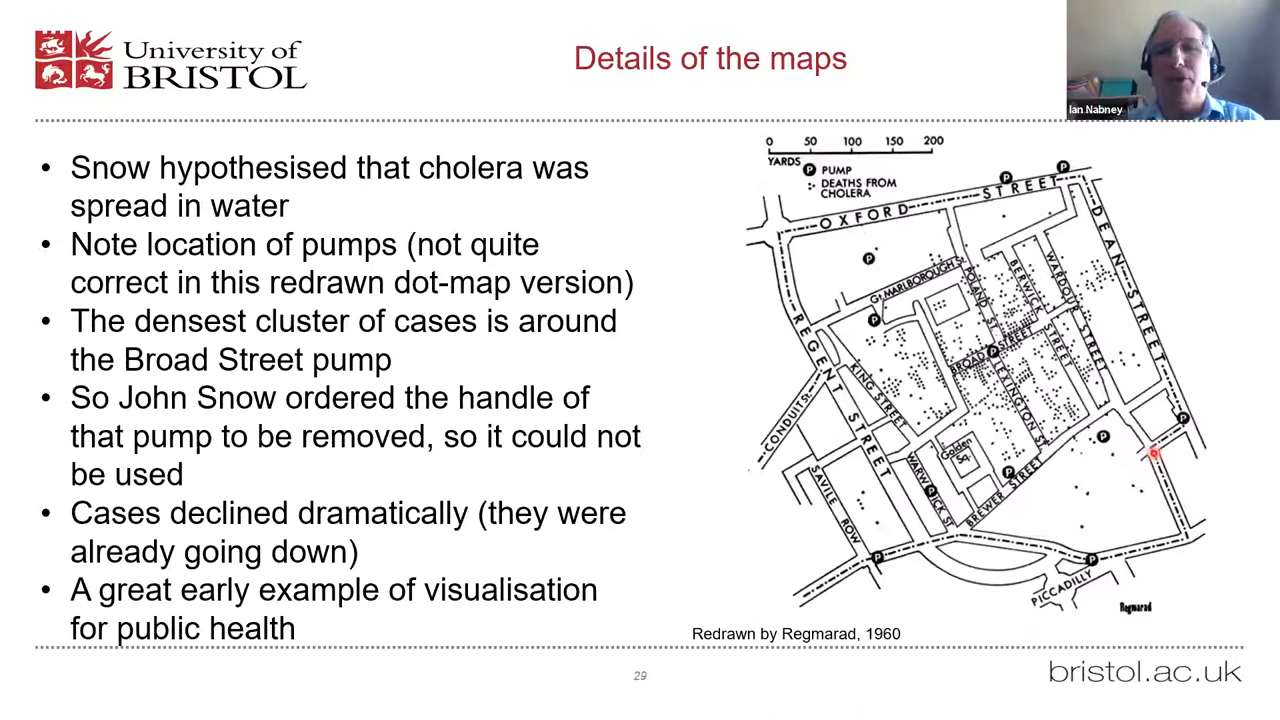 University of
BRISTOL
Details of the maps
Ian Nabney
• Snow hypothesised that cholera was
spread in water
• Note location of pumps (not quite
correct in this redrawn dot-map version)
• The densest cluster of cases is around
the Broad Street pump
• So John Snow ordered the handle of
that pump to be removed, so it could not
be used
• Cases declined dramatically (they were
already going down)
• A great early example of visualisation
for public health
0 50 100 150 200
YARDS
P PUMP
DEATHS FROM
CHOLERA
OXFORD STREET
DEAN STREET
REGENT STREET
Gt MARLBOROUGH St
POLAND St
BERWICK STREET
WARDOUR STREET
BROAD STREET
KING STREET
LEXINGTON St
CONDUIT St
Golden
Sq.
WARWICK St
BREWER STREET
SAVILE ROW
PICCADILLY
Regmarad
Redrawn by Regmarad, 1960
29
bristol.ac.uk